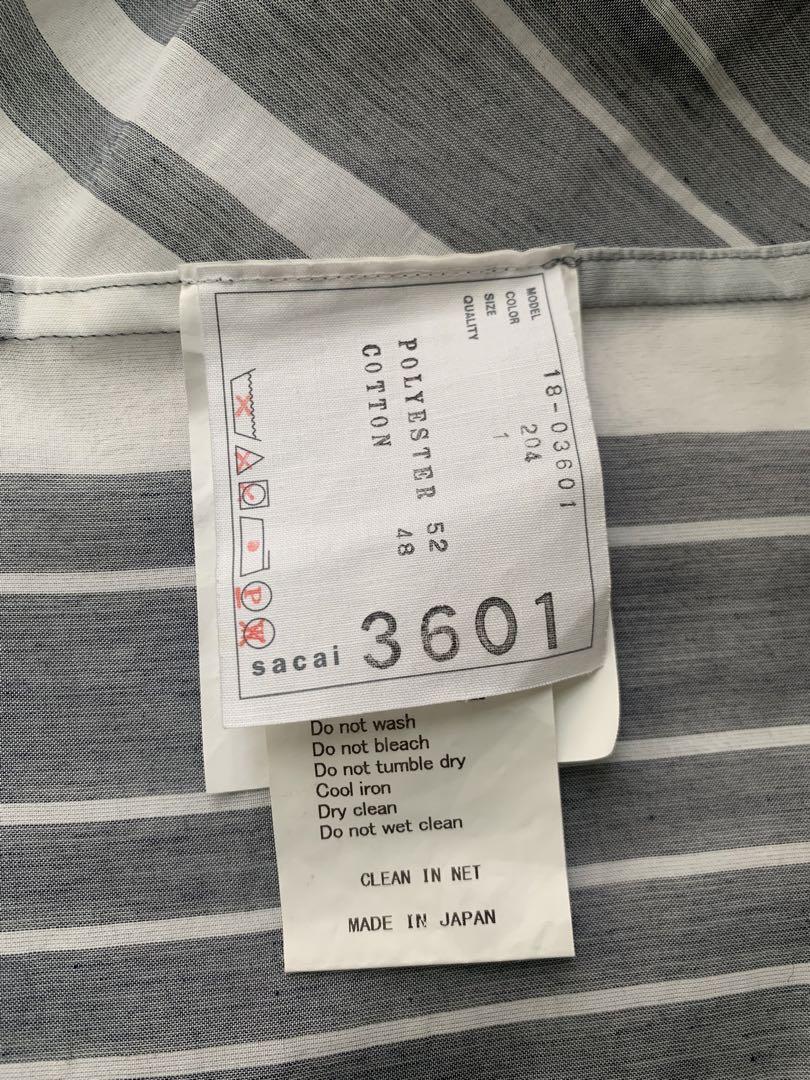 MODEL 18-03601
COLOR 204
SIZE 1
QUALITY
POLYESTER 52
COTTON 48
P
W
sacai 3601
Do not wash
Do not bleach
Do not tumble dry
Cool iron
Dry clean
Do not wet clean
CLEAN IN NET
MADE IN JAPAN